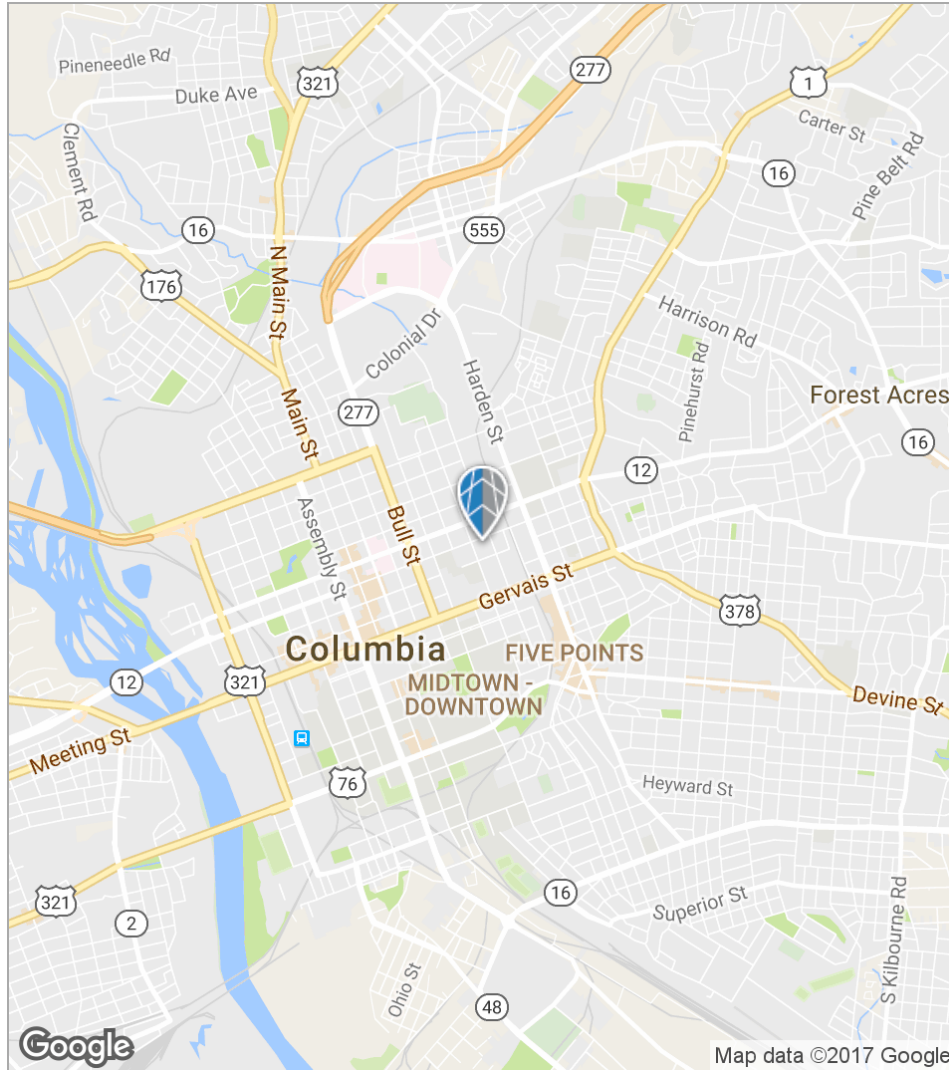 Pineneedle Rd
321
277
1
Duke Ave
Carter St
Clement Rd
Pine Belt Rd
16
16
555
N Main St
176
Harrison Rd
Colonial Dr
Pinehurst Rd
Harden St
Forest Acres
277
Main St
16
12
Assembly St
Bull St
Gervais St
378
Columbia
FIVE POINTS
12
321
MIDTOWN -
DOWNTOWN
Devine St
Meeting St
76
Heyward St
321
16
Superior St
2
S Kilbourne Rd
Ohio St
48
Google
Map data ©2017 Google